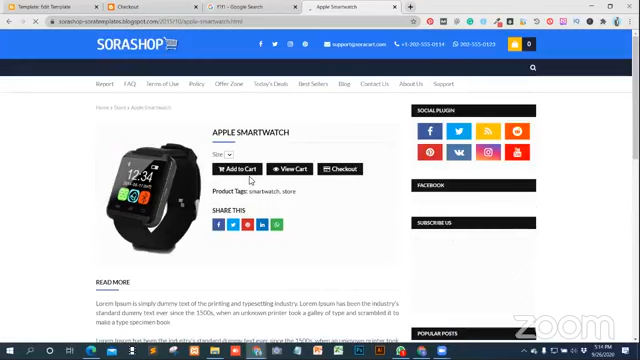 Template: Edit Template
Checkout
Google Search
Apple Smartwatch
sorashop-soratemplates.blogspot.com/2015/10/apple-smartwatch.html
SORASHOP
support@soracart.com
+1-202-555-0114
202-555-0123
0
Report
FAQ
Terms of Use
Policy
Offer Zone
Today's Deals
Best Sellers
Blog
Contact Us
About Us
Support
Home » Store » Apple Smartwatch
APPLE SMARTWATCH
Size
Add to Cart
View Cart
Checkout
Product Tags: smartwatch, store
SHARE THIS
12:34
READ MORE
Lorem Ipsum is simply dummy text of the printing and typesetting industry. Lorem Ipsum has been the industry's
standard dummy text ever since the 1500s, when an unknown printer took a galley of type and scrambled it to
make a type specimen book
SOCIAL PLUGIN
FACEBOOK
SUBSCRIBE US
POPULAR POSTS
zoom
5:14 PM
9/26/2020